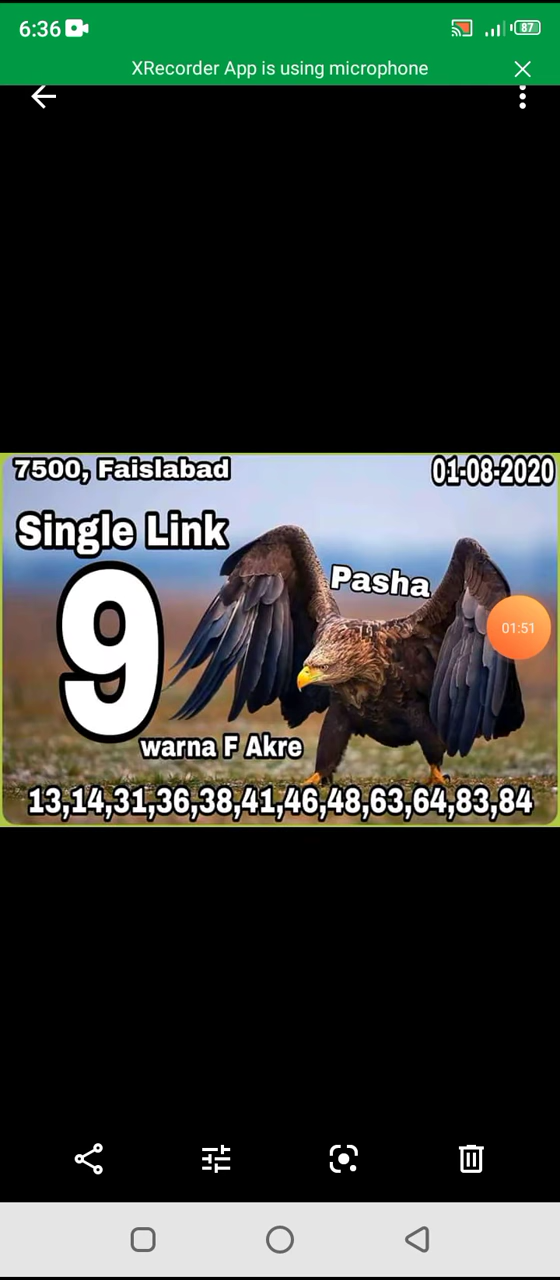 6:36
87
XRecorder App is using microphone
7500, Faislabad
01-08-2020
Single Link
9
Pasha
01:51
warna F Akre
13,14,31,36,38,41,46,48,63,64,83,84